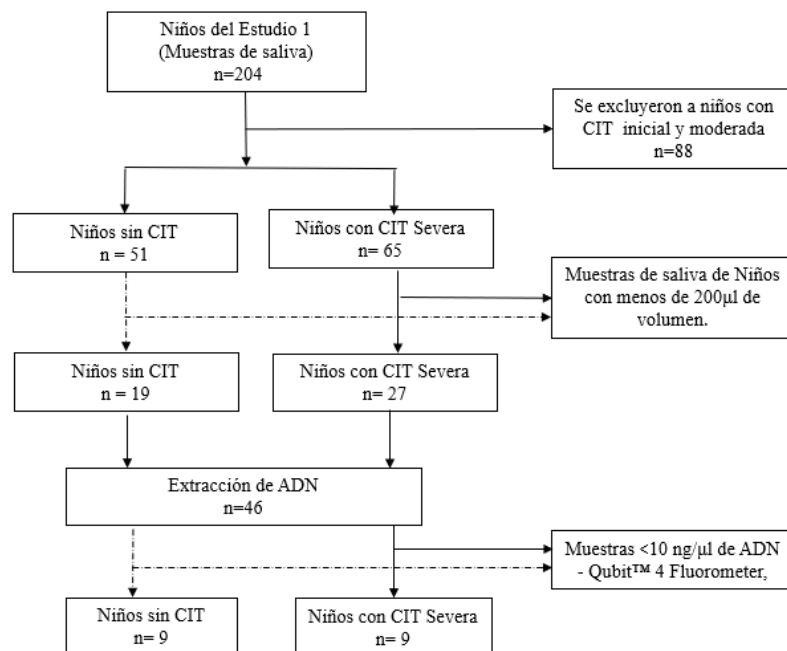 Niños del Estudio 1
(Muestras de saliva)
n=204
Se excluyeron a niños con
CIT inicial y moderada
n=88
Niños sin CIT
n = 51
Niños con CIT Severa
n= 65
Muestras de saliva de Niños
con menos de 200μl de
volumen.
Niños sin CIT
n = 19
Niños con CIT Severa
n= 27
Extracción de ADN
n=46
Muestras <10 ng/μl de ADN
- Qubit™ 4 Fluorometer,
Niños sin CIT
n= 9
Niños con CIT Severa
n= 9